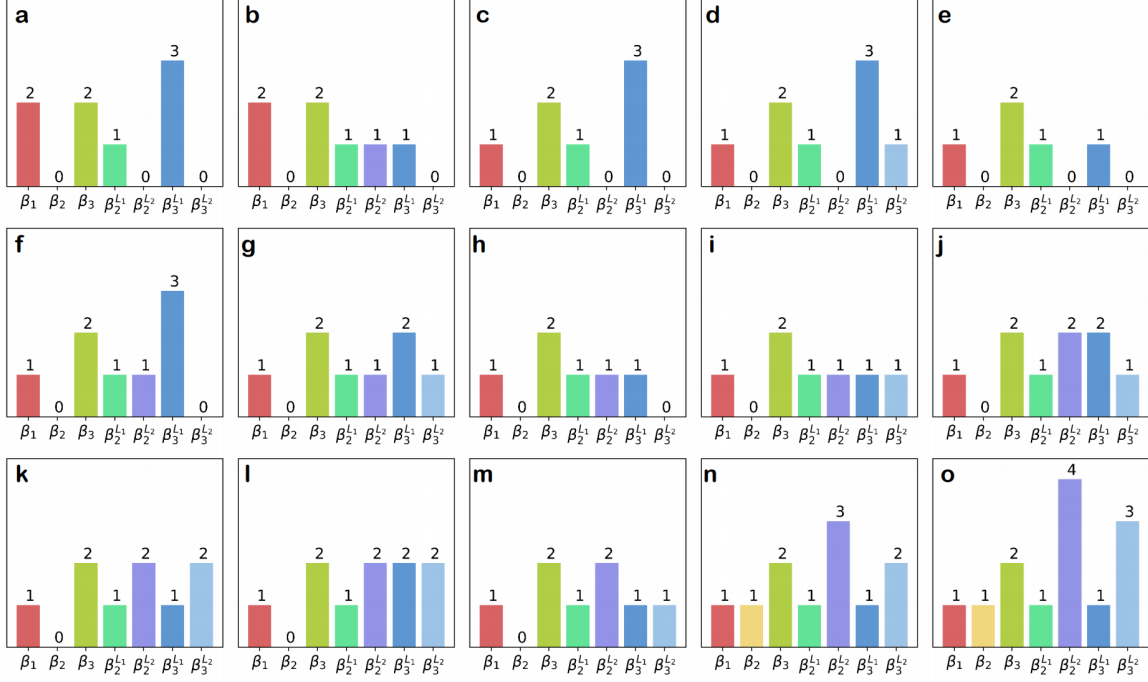 a b c d e
3 3 3
2 2 2 2 2 2 2
1 1 1 1 1 1 1 1 1 1 1 1
0 0 0 0 0 0 0 0 0 0 0 0 0
β₁ β₂ β₃ β₂^L₁ β₂^L₂ β₃^L₁ β₃^L₂ β₁ β₂ β₃ β₂^L₁ β₂^L₂ β₃^L₁ β₃^L₂ β₁ β₂ β₃ β₂^L₁ β₂^L₂ β₃^L₁ β₃^L₂ β₁ β₂ β₃ β₂^L₁ β₂^L₂ β₃^L₁ β₃^L₂ β₁ β₂ β₃ β₂^L₁ β₂^L₂ β₃^L₁ β₃^L₂
f g h i j
3
2 2 2 2 2 2 2 2
1 1 1 1 1 1 1 1 1 1 1 1 1 1 1 1 1 1
0 0 0 0 0 0 0
β₁ β₂ β₃ β₂^L₁ β₂^L₂ β₃^L₁ β₃^L₂ β₁ β₂ β₃ β₂^L₁ β₂^L₂ β₃^L₁ β₃^L₂ β₁ β₂ β₃ β₂^L₁ β₂^L₂ β₃^L₁ β₃^L₂ β₁ β₂ β₃ β₂^L₁ β₂^L₂ β₃^L₁ β₃^L₂ β₁ β₂ β₃ β₂^L₁ β₂^L₂ β₃^L₁ β₃^L₂
k l m n o
4
3 3
2 2 2 2 2 2 2 2 2 2 2 2
1 1 1 1 1 1 1 1 1 1 1 1 1 1 1 1 1
0 0 0
β₁ β₂ β₃ β₂^L₁ β₂^L₂ β₃^L₁ β₃^L₂ β₁ β₂ β₃ β₂^L₁ β₂^L₂ β₃^L₁ β₃^L₂ β₁ β₂ β₃ β₂^L₁ β₂^L₂ β₃^L₁ β₃^L₂ β₁ β₂ β₃ β₂^L₁ β₂^L₂ β₃^L₁ β₃^L₂ β₁ β₂ β₃ β₂^L₁ β₂^L₂ β₃^L₁ β₃^L₂